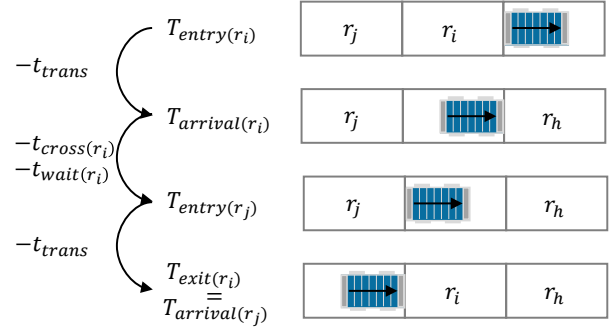 T_entry(r_i) r_j r_i
−t_trans
T_arrival(r_i) r_j r_h
−t_cross(r_i)
−t_wait(r_i)
T_entry(r_j) r_j r_h
−t_trans
T_exit(r_i) r_i r_h
=
T_arrival(r_j)